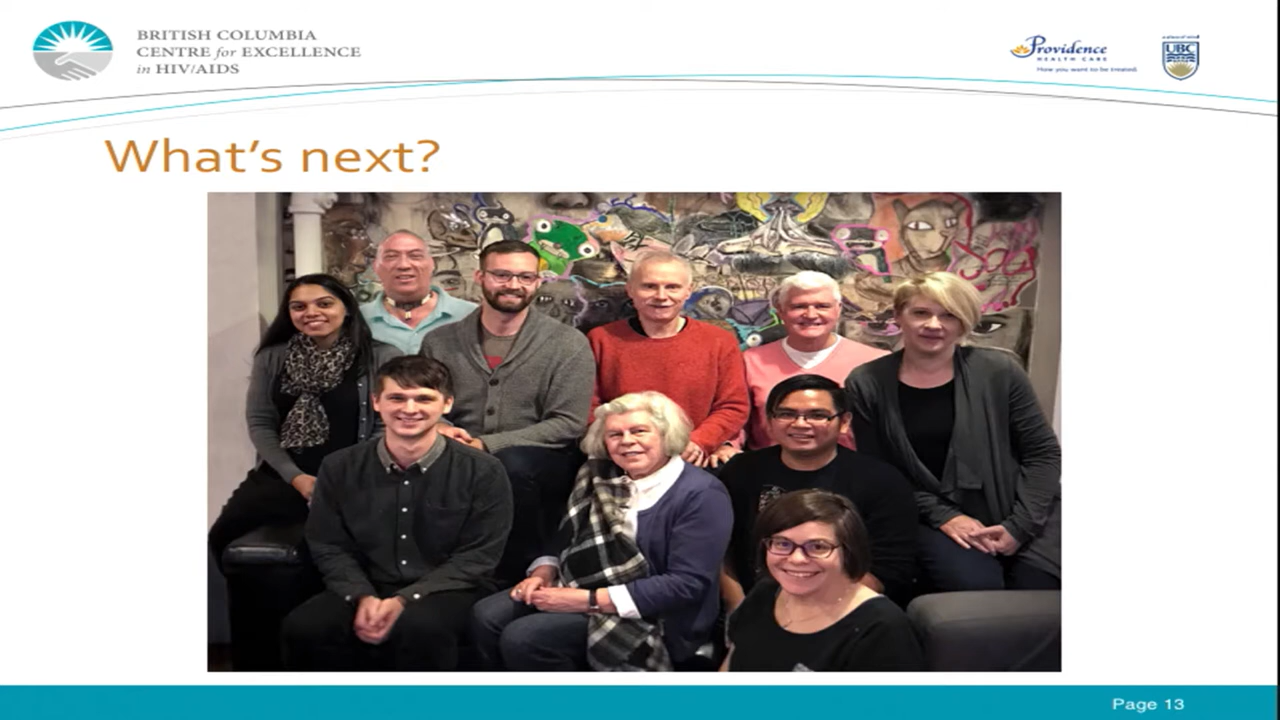 BRITISH COLUMBIA
CENTRE for EXCELLENCE
in HIV/AIDS
Providence
HEALTH CARE
How you want to be treated.
UBC
What's next?
Page 13